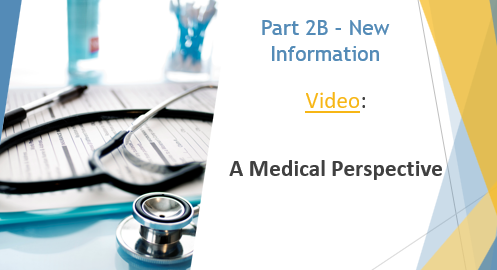 Part 2B – New
Information
Video:
A Medical Perspective